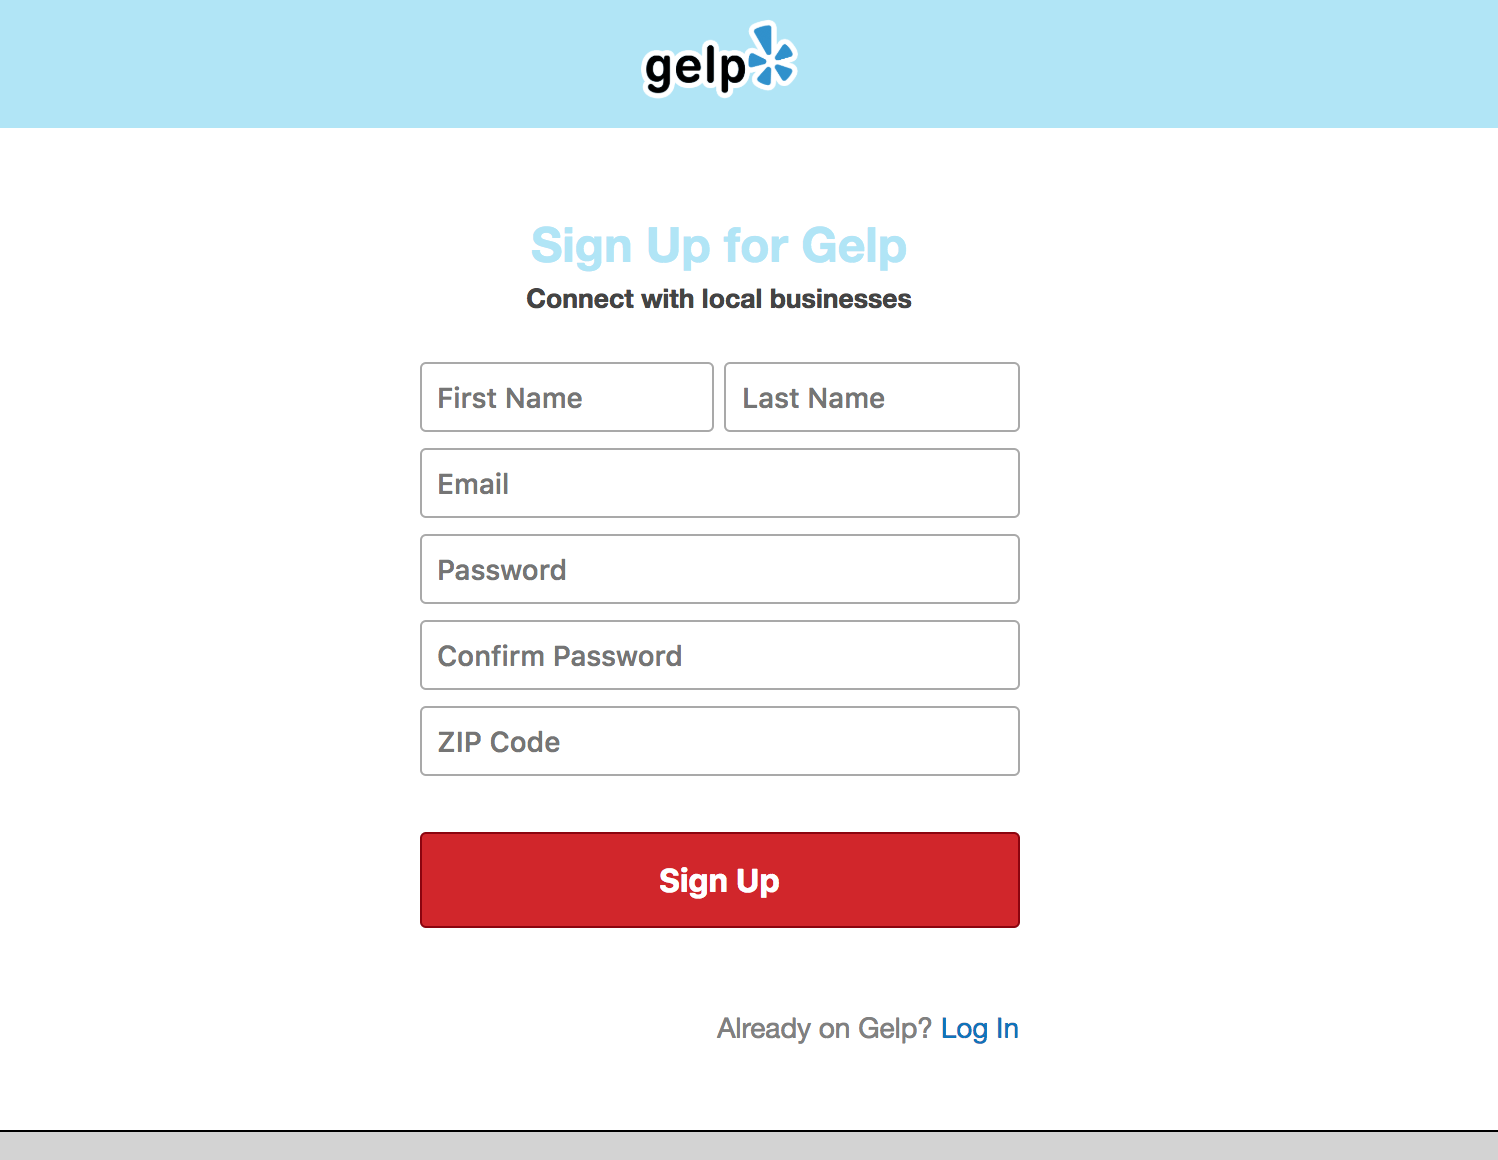 gelp
Sign Up for Gelp
Connect with local businesses
First Name Last Name
Email
Password
Confirm Password
ZIP Code
Sign Up
Already on Gelp? Log In